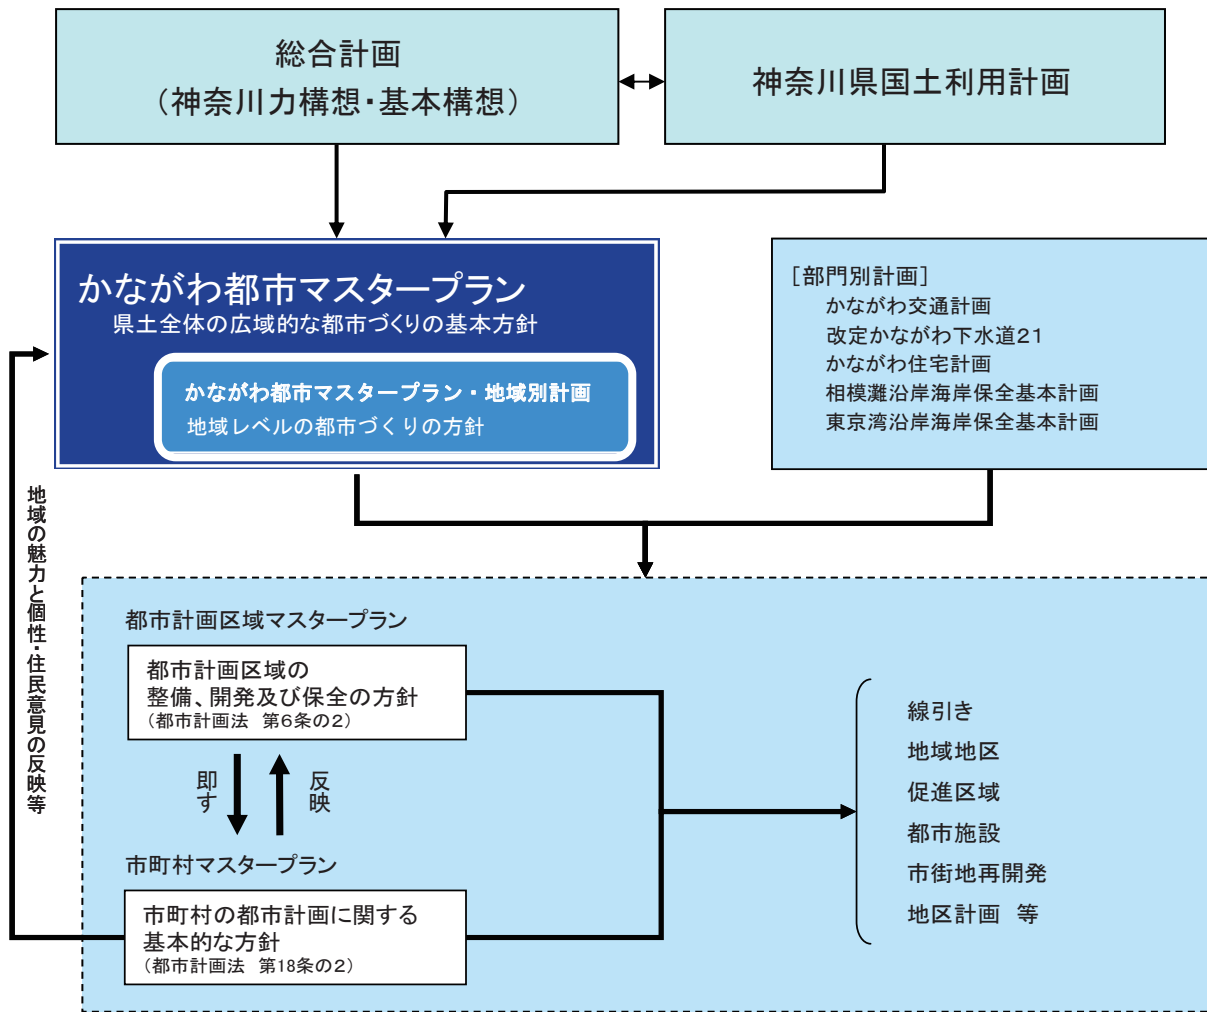 総合計画
（神奈川力構想・基本構想）
神奈川県国土利用計画
かながわ都市マスタープラン
県土全体の広域的な都市づくりの基本方針
かながわ都市マスタープラン・地域別計画
地域レベルの都市づくりの方針
［部門別計画］
かながわ交通計画
改定かながわ下水道21
かながわ住宅計画
相模灘沿岸海岸保全基本計画
東京湾沿岸海岸保全基本計画
地域の魅力と個性・住民意見の反映等
都市計画区域マスタープラン
都市計画区域の
整備、開発及び保全の方針
（都市計画法　第6条の2）
即す
反映
市町村マスタープラン
市町村の都市計画に関する
基本的な方針
（都市計画法　第18条の2）
線引き
地域地区
促進区域
都市施設
市街地再開発
地区計画　等